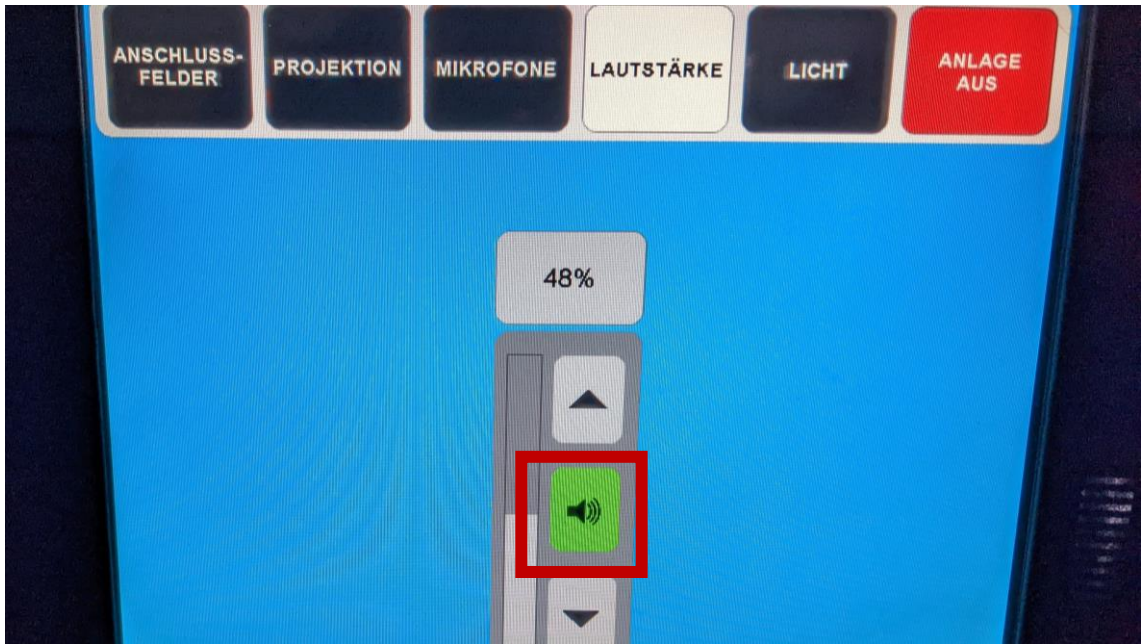 ANSCHLUSS-
FELDER
PROJEKTION
MIKROFONE
LAUTSTÄRKE
LICHT
ANLAGE
AUS
48%